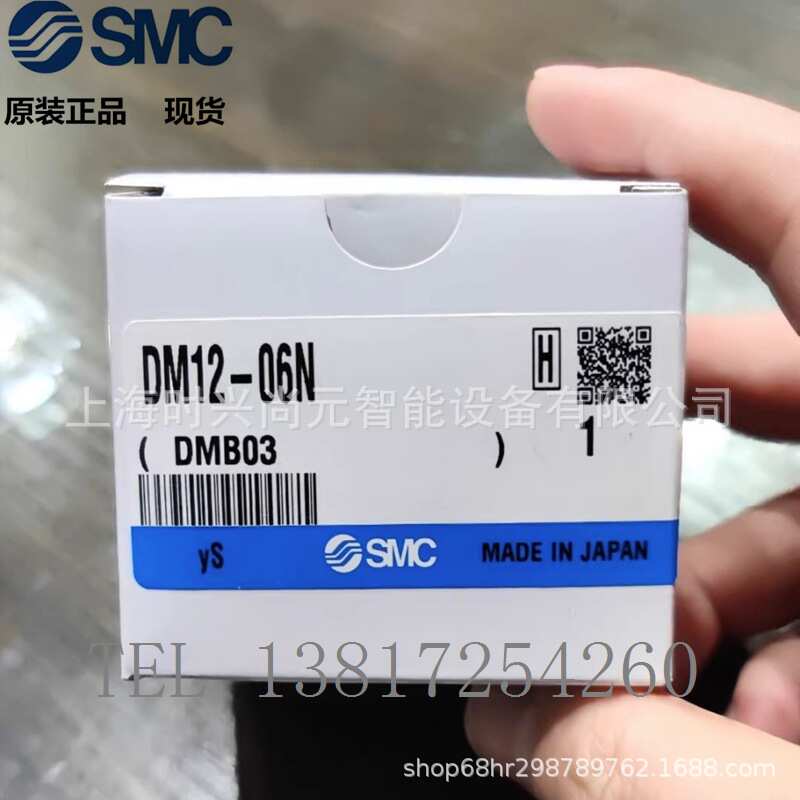 SMC
原装正品 现货
DM12-06N
H
上海时兴尚元智能设备有限公司
( DMB03 ) 1
yS SMC MADE IN JAPAN
TEL 13817254260
shop68hr298789762.1688.com